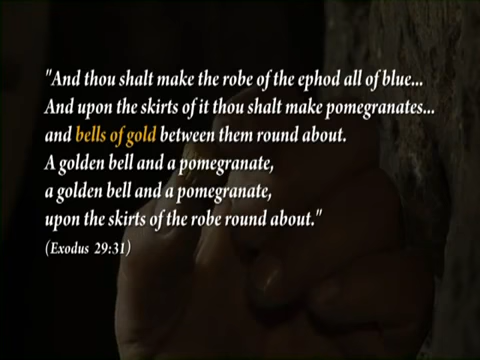 "And thou shalt make the robe of the ephod all of blue...
And upon the skirts of it thou shalt make pomegranates...
and bells of gold between them round about.
A golden bell and a pomegranate,
a golden bell and a pomegranate,
upon the skirts of the robe round about."
(Exodus 29:31)